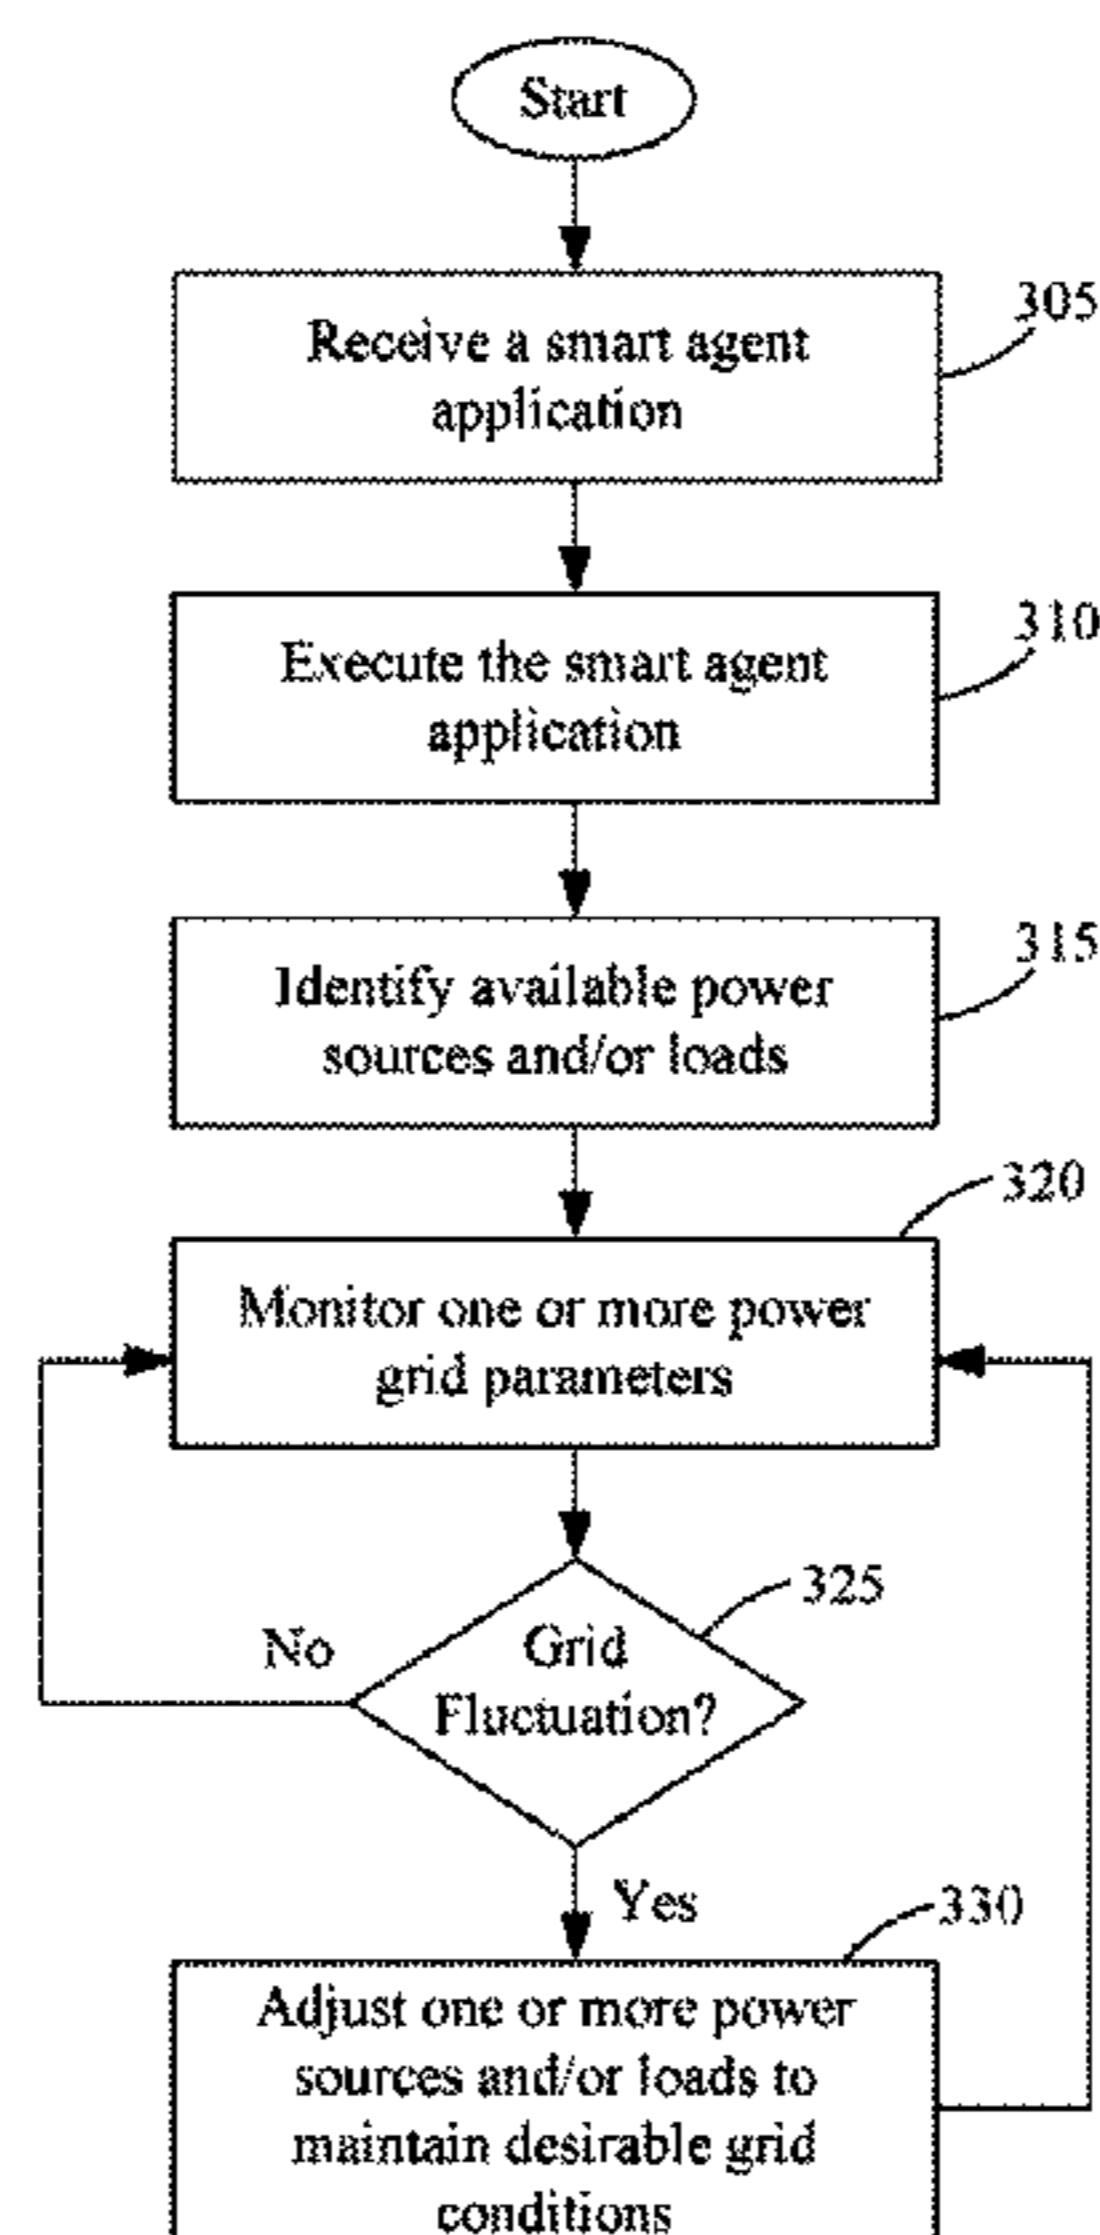 Start
305
Receive a smart agent
application
310
Execute the smart agent
application
315
Identify available power
sources and/or loads
320
Monitor one or more power
grid parameters
325
No
Grid
Fluctuation?
Yes
330
Adjust one or more power
sources and/or loads to
maintain desirable grid
conditions